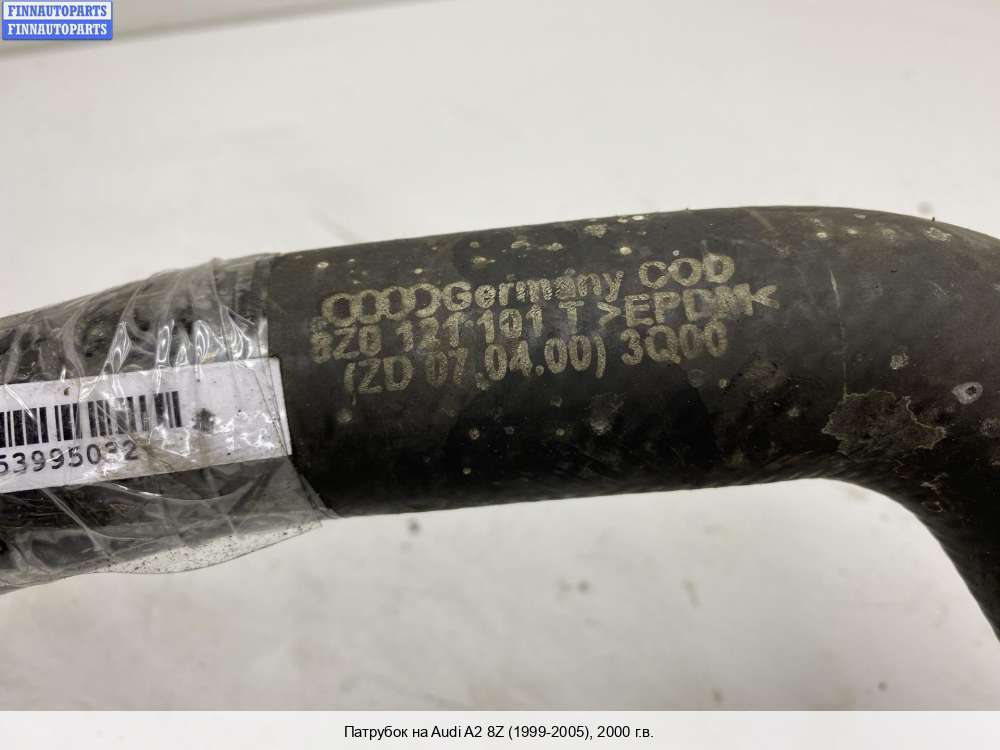 FINNAUTOPARTS
FINNAUTOPARTS
Germany COD
8Z0 121 101 T >EPDM<
(ZD 07.04.00) 3Q00
53995032
Патрубок на Audi A2 8Z (1999-2005), 2000 г.в.